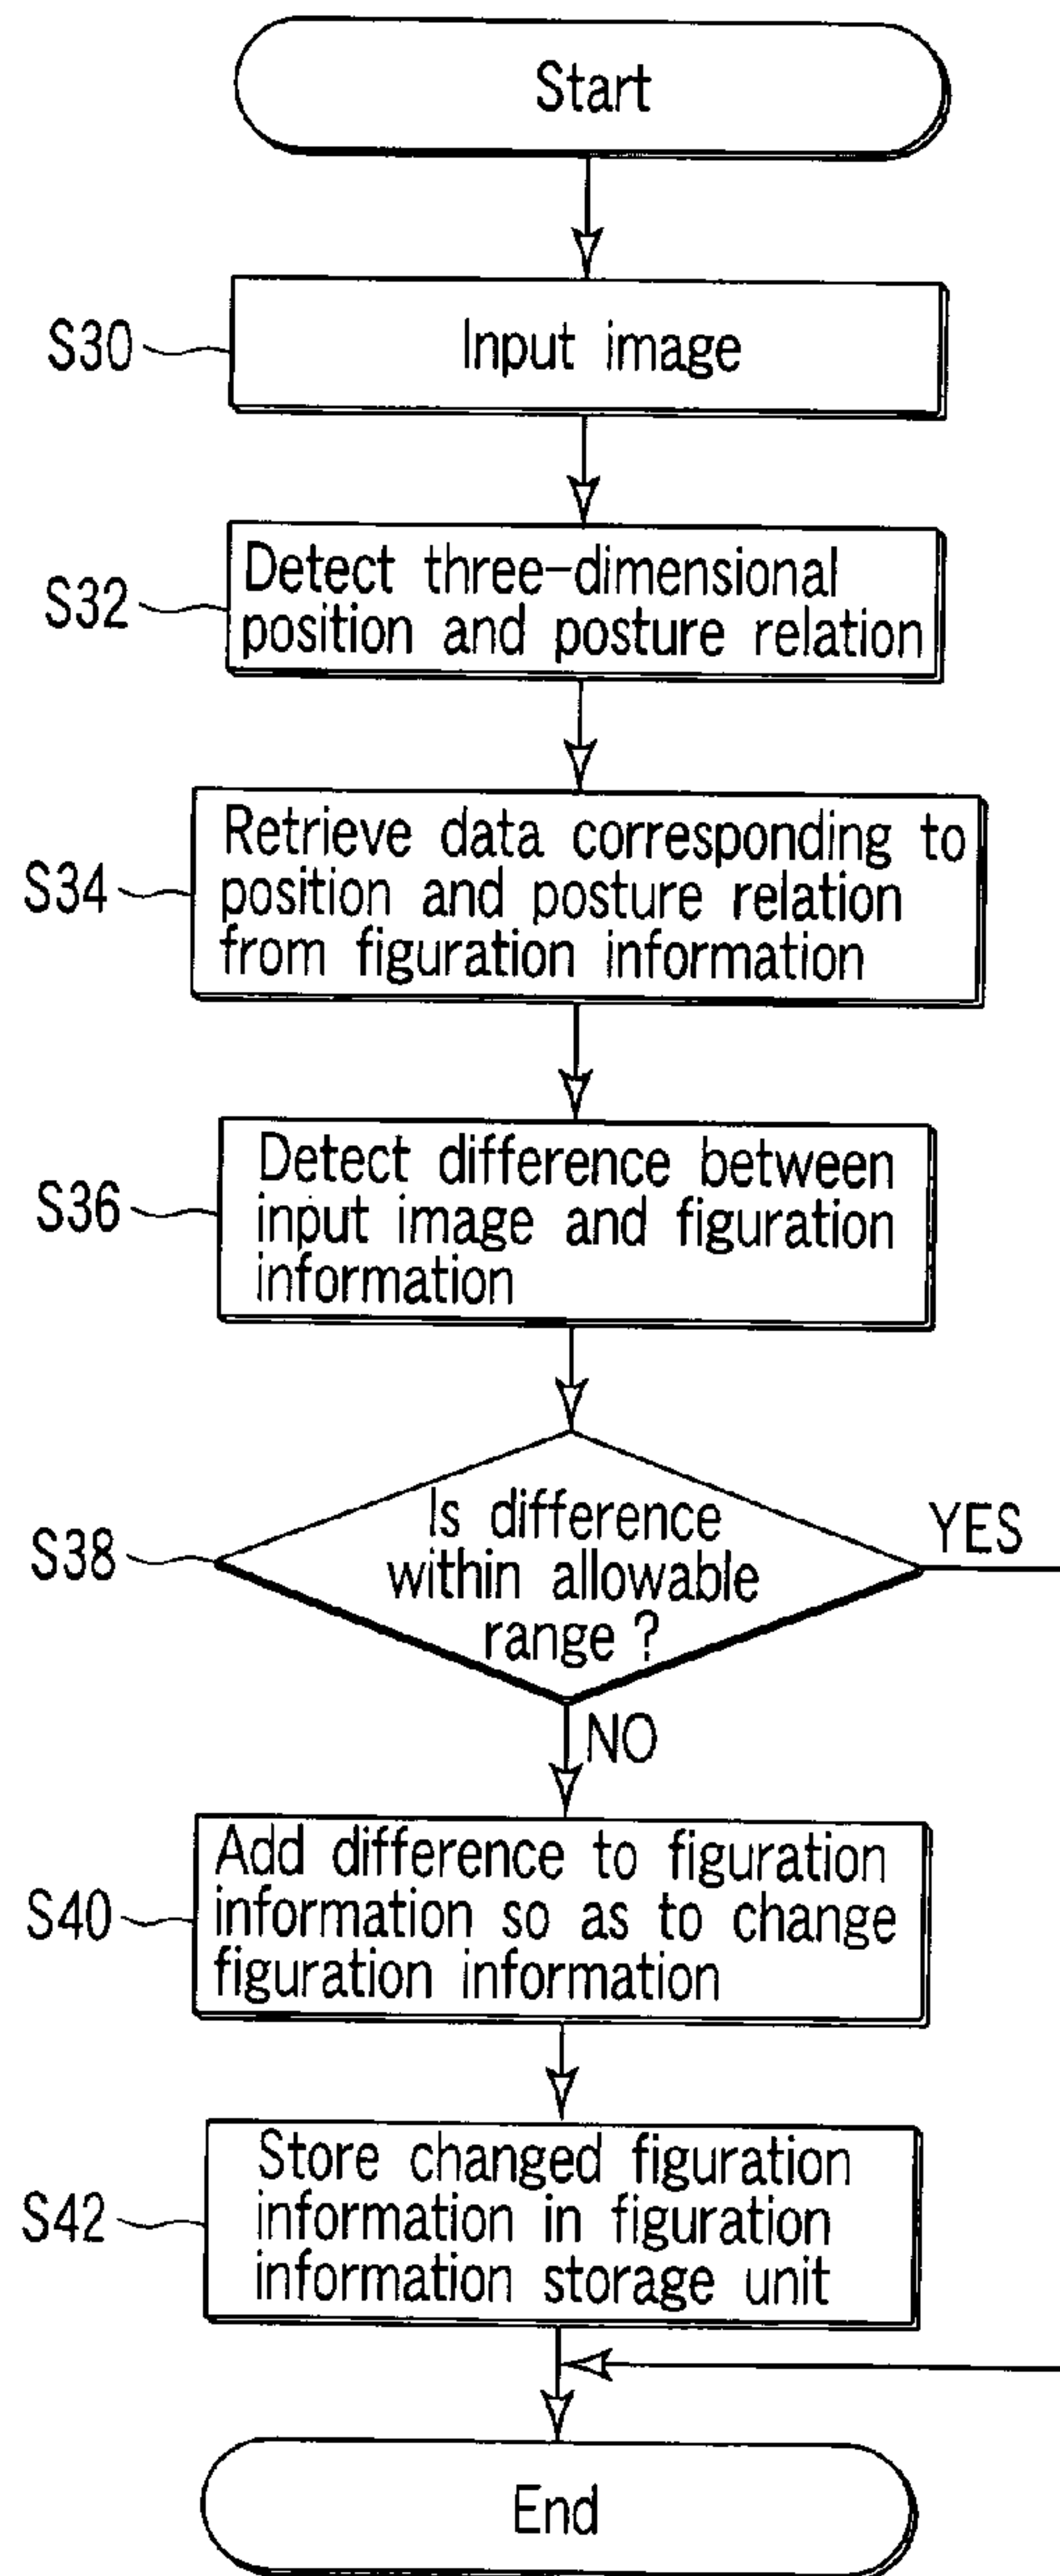 Start
S30
Input image
S32
Detect three-dimensional
position and posture relation
S34
Retrieve data corresponding to
position and posture relation
from figuration information
S36
Detect difference between
input image and figuration
information
S38
Is difference
within allowable
range ?
YES
NO
S40
Add difference to figuration
information so as to change
figuration information
S42
Store changed figuration
information in figuration
information storage unit
End